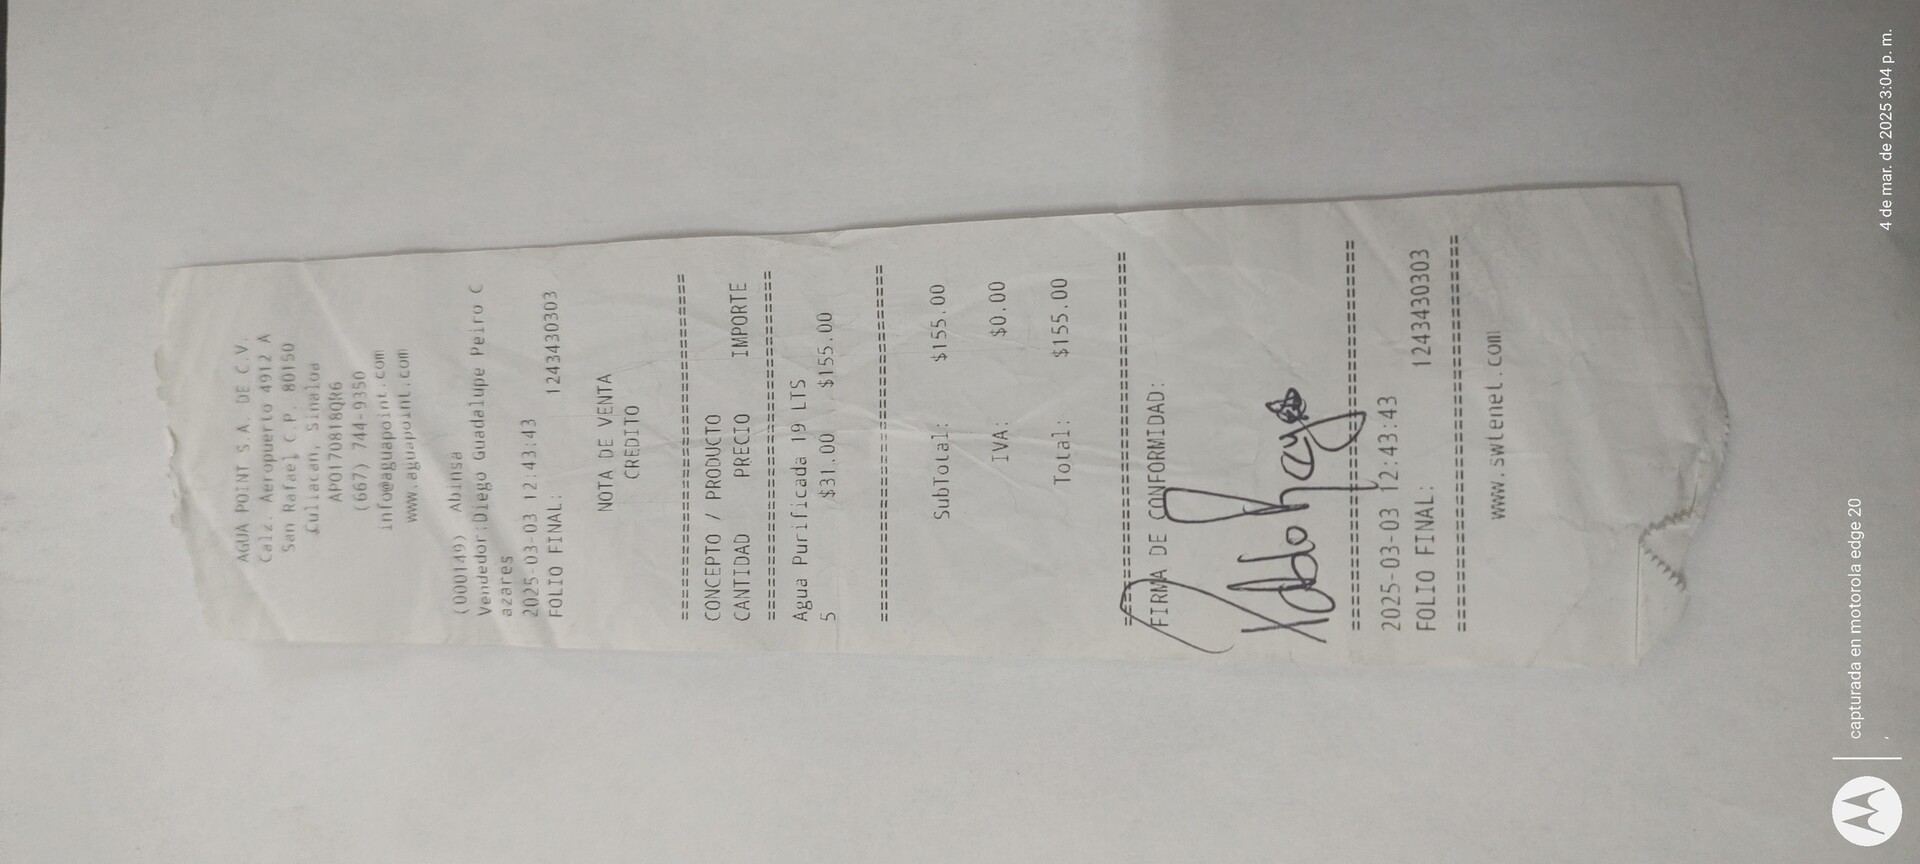 AGUA POINT S.A. DE C.V.
Calz. Aeropuerto 4912 A
San Rafael C.P. 80150
Culiacan, Sinaloa
APO170818QR6
(667) 744-9350
info@aguapoint.com
www.aguapoint.com
(000149) Abinsa
Vendedor:Diego Guadalupe Peiro C
azares
2025-03-03 12:43:43
FOLIO FINAL: 1243430303
NOTA DE VENTA
CREDITO
================================
CONCEPTO / PRODUCTO
CANTIDAD PRECIO IMPORTE
================================
Agua Purificada 19 LTS
5 $31.00 $155.00
================================
SubTotal: $155.00
IVA: $0.00
Total: $155.00
================================
FIRMA DE CONFORMIDAD:
================================
2025-03-03 12:43:43
FOLIO FINAL: 1243430303
================================
www.swtenet.com
capturada en motorola edge 20
4 de mar. de 2025 3:04 p. m.